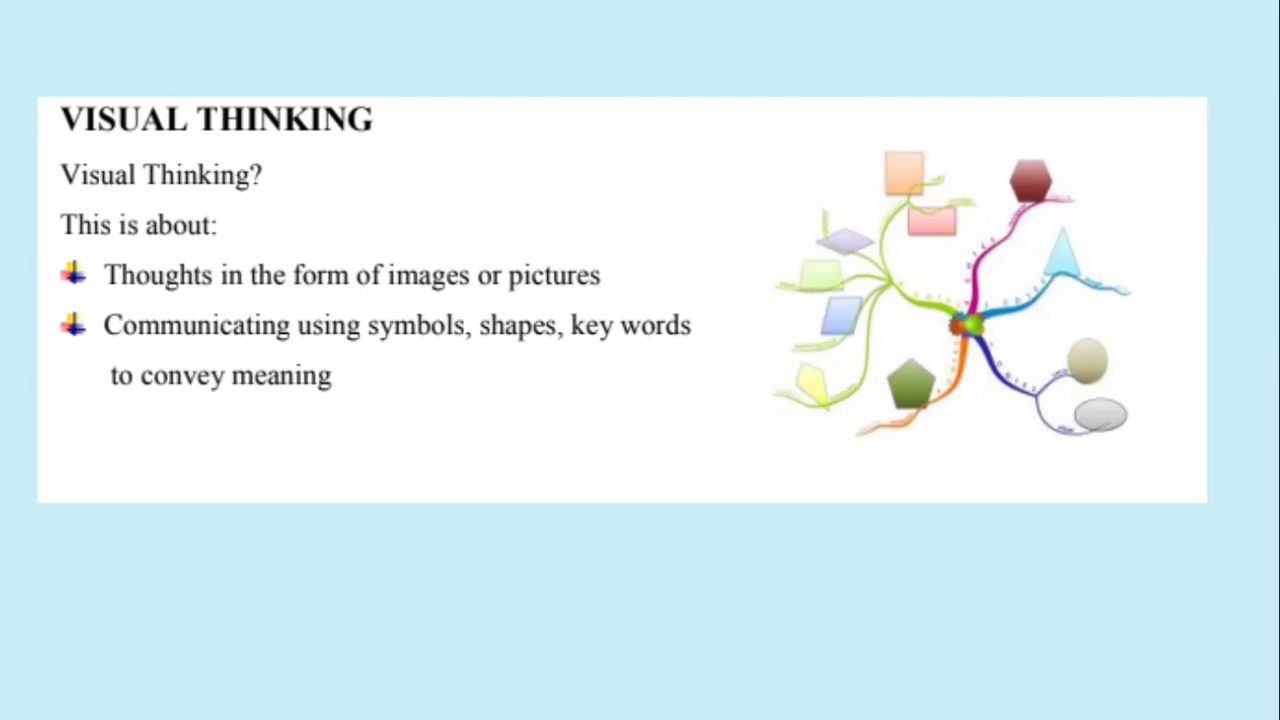 VISUAL THINKING
Visual Thinking?
This is about:
Thoughts in the form of images or pictures
Communicating using symbols, shapes, key words
to convey meaning